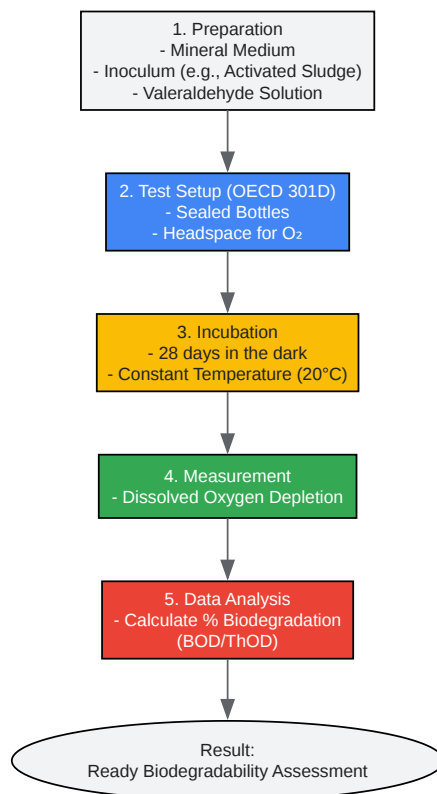 1. Preparation
- Mineral Medium
- Inoculum (e.g., Activated Sludge)
- Valeraldehyde Solution
2. Test Setup (OECD 301D)
- Sealed Bottles
- Headspace for O₂
3. Incubation
- 28 days in the dark
- Constant Temperature (20°C)
4. Measurement
- Dissolved Oxygen Depletion
5. Data Analysis
- Calculate % Biodegradation
(BOD/ThOD)
Result:
Ready Biodegradability Assessment